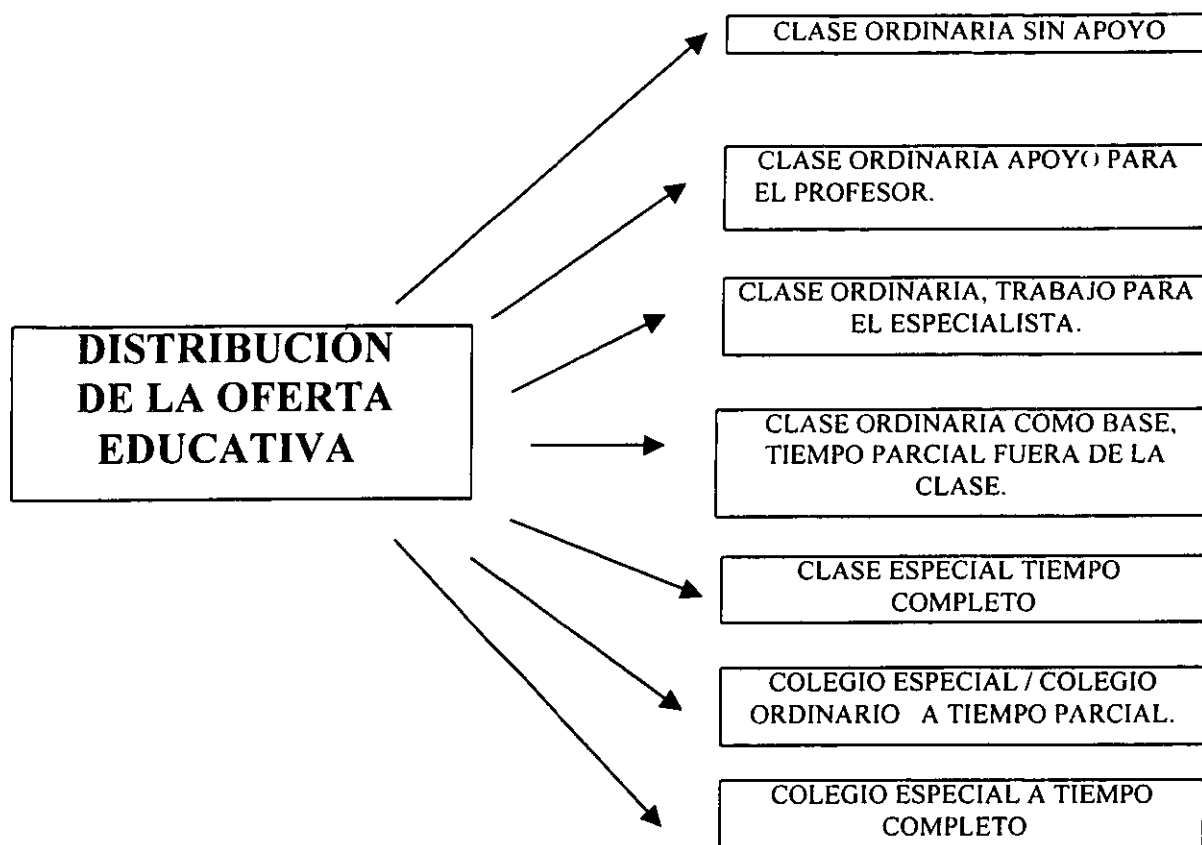 CLASE ORDINARIA SIN APOYO
CLASE ORDINARIA APOYO PARA
EL PROFESOR.
CLASE ORDINARIA, TRABAJO PARA
EL ESPECIALISTA.
DISTRIBUCIÓN
DE LA OFERTA
EDUCATIVA
CLASE ORDINARIA COMO BASE,
TIEMPO PARCIAL FUERA DE LA
CLASE.
CLASE ESPECIAL TIEMPO
COMPLETO
COLEGIO ESPECIAL / COLEGIO
ORDINARIO A TIEMPO PARCIAL.
COLEGIO ESPECIAL A TIEMPO
COMPLETO